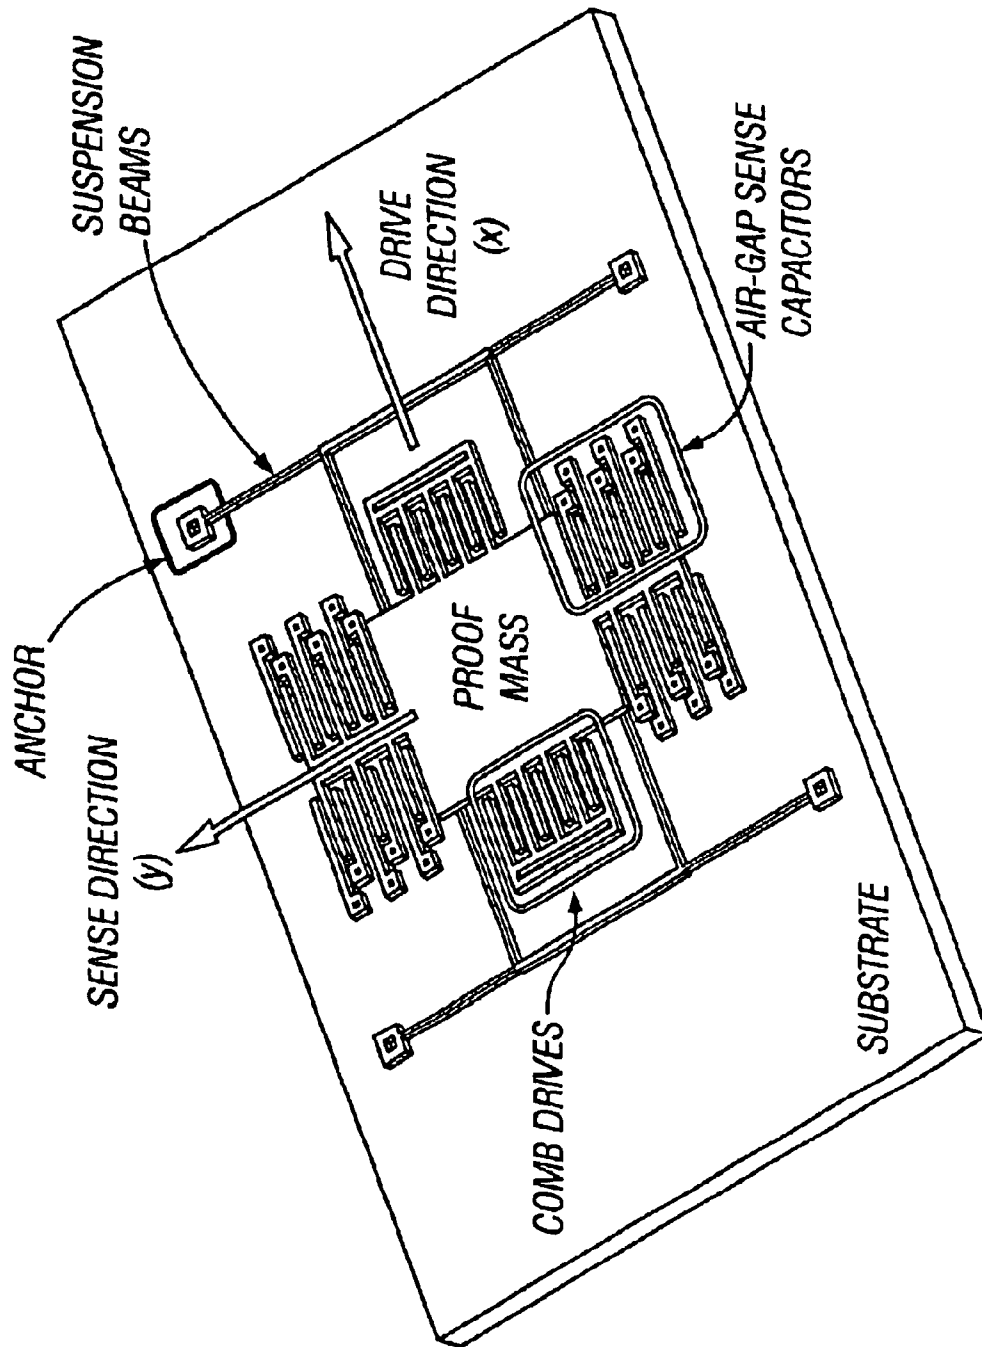 ANCHOR
SUSPENSION
BEAMS
SENSE DIRECTION
(y)
DRIVE
DIRECTION
(x)
PROOF
MASS
COMB DRIVES
AIR-GAP SENSE
CAPACITORS
SUBSTRATE